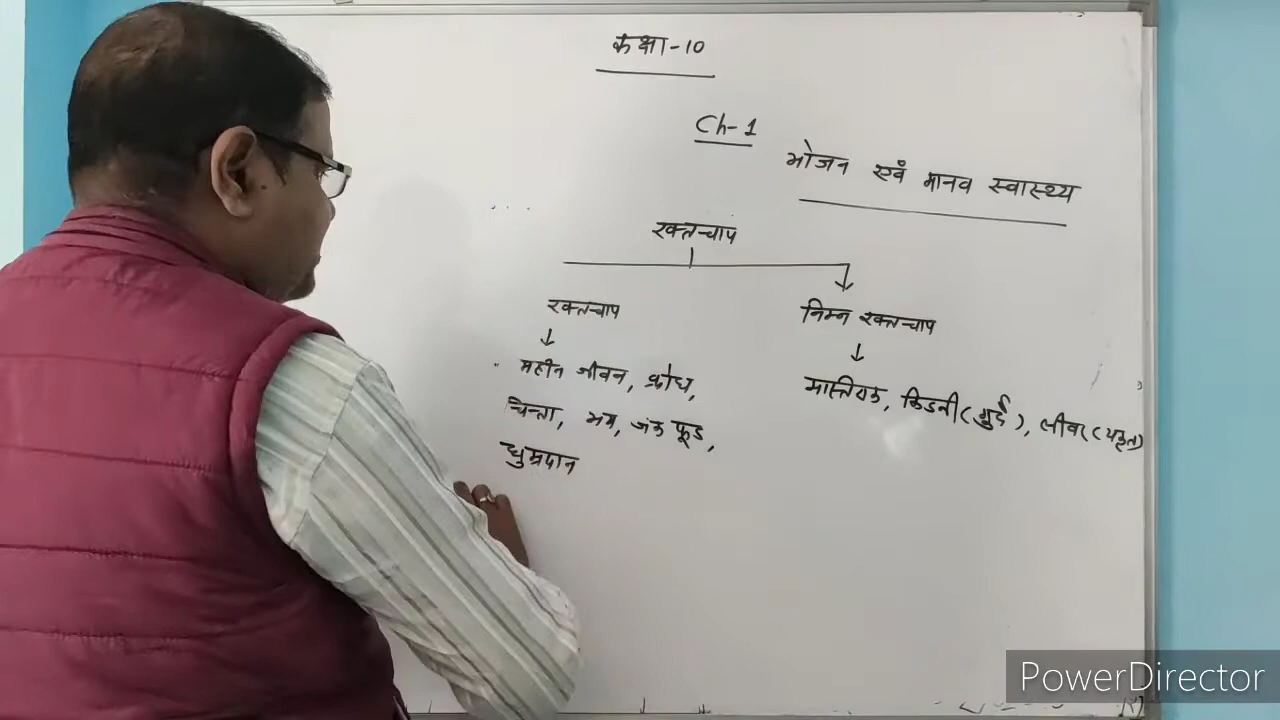 कक्षा-10
Ch-1
भोजन एवं मानव स्वास्थ्य
रक्तचाप
रक्तचाप
निम्न रक्तचाप
जीवन, क्रोध,
मास्तिष्क, किडनी (गुर्दे), लीवर (यकृत)
चिन्ता, भय, जंक फूड,
धुम्रपान
PowerDirector